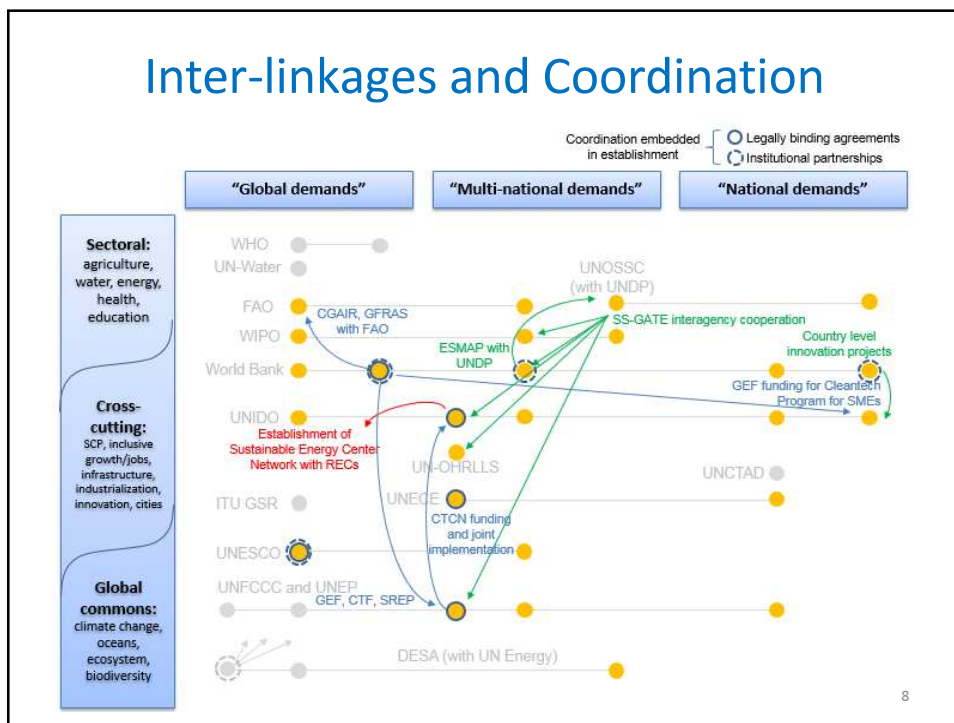 Inter-linkages and Coordination
Coordination embedded
in establishment
Legally binding agreements
Institutional partnerships
“Global demands”
“Multi-national demands”
“National demands”
Sectoral:
agriculture,
water, energy,
health,
education
Cross-
cutting:
SCP, inclusive
growth/jobs,
infrastructure,
industrialization,
innovation, cities
Global
commons:
climate change,
oceans,
ecosystem,
biodiversity
WHO
UN-Water
UNOSSC
(with UNDP)
FAO
CGAIR, GFRAS
with FAO
SS-GATE interagency cooperation
WIPO
ESMAP with
UNDP
Country level
innovation projects
World Bank
GEF funding for Cleantech
Program for SMEs
UNIDO
Establishment of
Sustainable Energy Center
Network with RECs
UN-OHRLLS
UNCTAD
ITU GSR
UNECE
CTCN funding
and joint
implementation
UNESCO
UNFCCC and UNEP
GEF, CTF, SREP
DESA (with UN Energy)
8